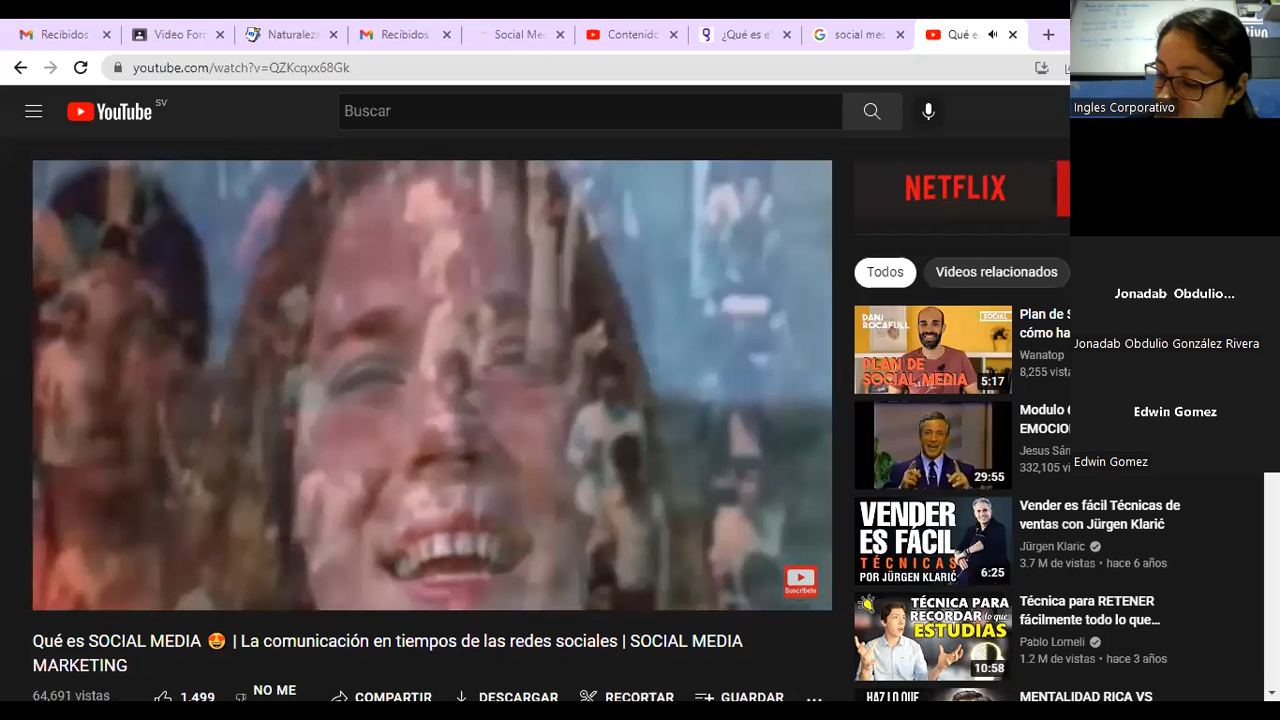 Recibidos
Video Forc
Naturalez
Recibidos
Social Med
Contenido
¿Qué es e
social med
Qué e
youtube.com/watch?v=QZKcqxx68Gk
Ingles Corporativo
YouTube SV
Buscar
NETFLIX
Todos
Videos relacionados
Jonadab Obdulio...
Jonadab Obdulio González Rivera
Edwin Gomez
Edwin Gomez
DANI ROCAFULL
SOCIAL
PLAN DE
SOCIAL MEDIA
5:17
Plan de S
cómo ha
Wanatop
8,255 vista
29:55
Modulo 6
EMOCION
Jesus Sán
332,105 vi
VENDER
ES FÁCIL
TÉCNICAS
POR JÜRGEN KLARIĆ
6:25
Vender es fácil Técnicas de
ventas con Jürgen Klarić
Jürgen Klaric
3.7 M de vistas • hace 6 años
TÉCNICA PARA
RECORDAR lo que
ESTUDIAS
10:58
Técnica para RETENER
fácilmente todo lo que...
Pablo Lomeli
1.2 M de vistas • hace 3 años
HAZ LO QUE
MENTALIDAD RICA VS
Suscríbete
Qué es SOCIAL MEDIA 🤩 | La comunicación en tiempos de las redes sociales | SOCIAL MEDIA
MARKETING
64,691 vistas
1,499
NO ME
COMPARTIR
DESCARGAR
RECORTAR
GUARDAR